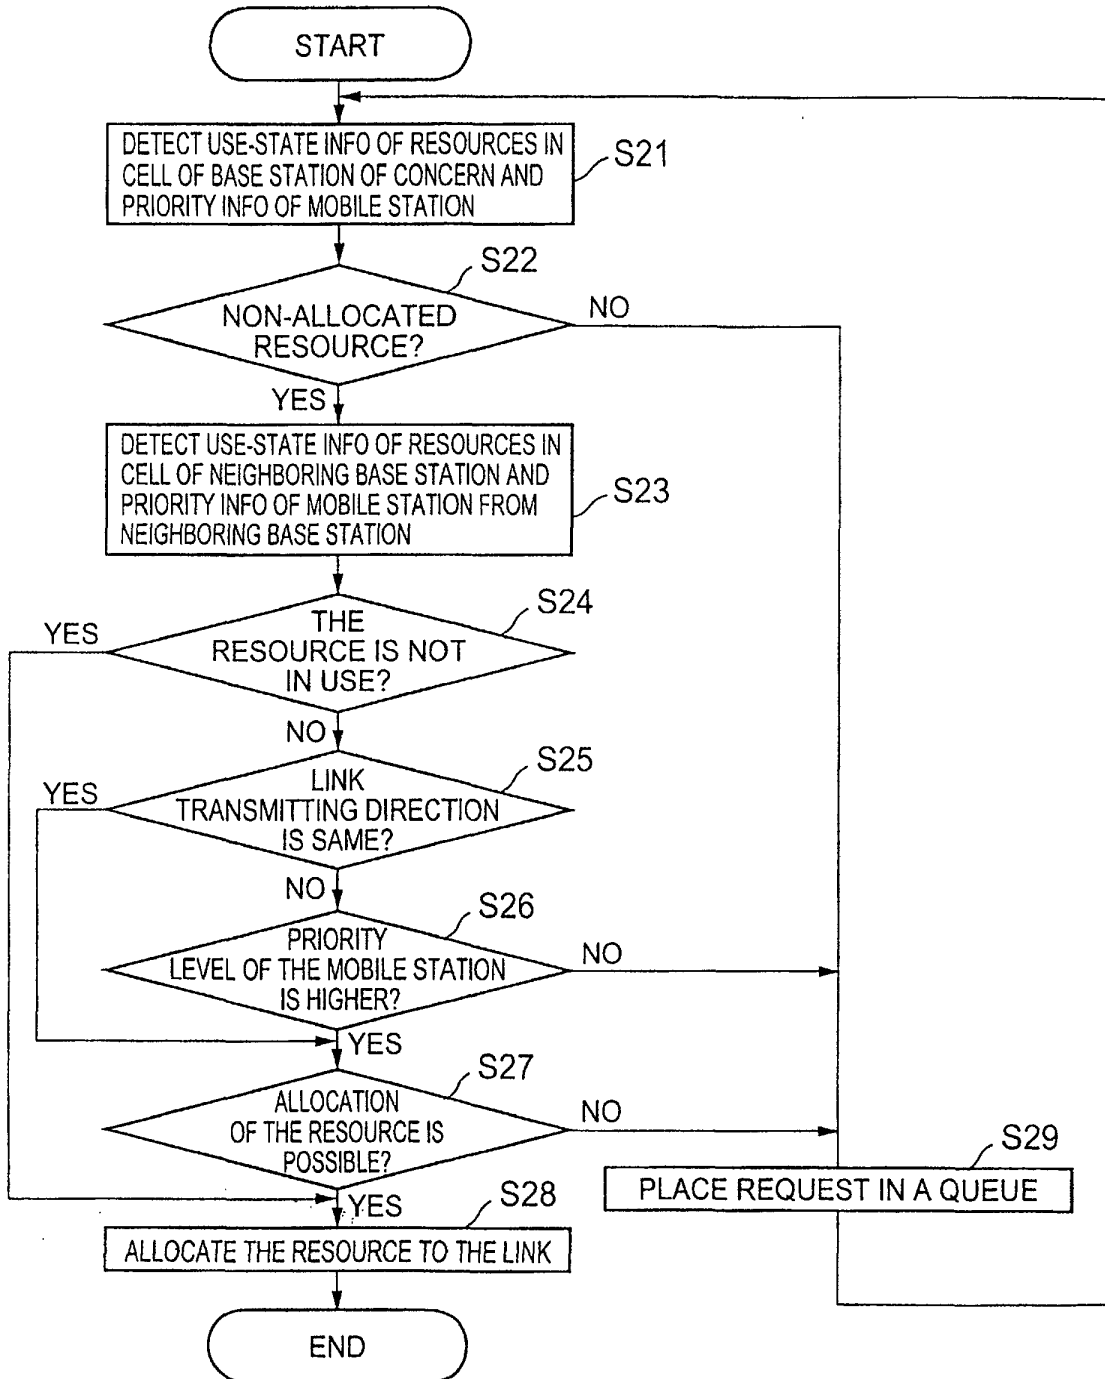 START
DETECT USE-STATE INFO OF RESOURCES IN
CELL OF BASE STATION OF CONCERN AND
PRIORITY INFO OF MOBILE STATION
S21
S22
NON-ALLOCATED
RESOURCE?
NO
YES
DETECT USE-STATE INFO OF RESOURCES IN
CELL OF NEIGHBORING BASE STATION AND
PRIORITY INFO OF MOBILE STATION FROM
NEIGHBORING BASE STATION
S23
S24
YES
THE
RESOURCE IS NOT
IN USE?
NO
S25
YES
LINK
TRANSMITTING DIRECTION
IS SAME?
NO
S26
PRIORITY
LEVEL OF THE MOBILE STATION
IS HIGHER?
NO
YES
S27
ALLOCATION
OF THE RESOURCE IS
POSSIBLE?
NO
YES
S28
ALLOCATE THE RESOURCE TO THE LINK
S29
PLACE REQUEST IN A QUEUE
END